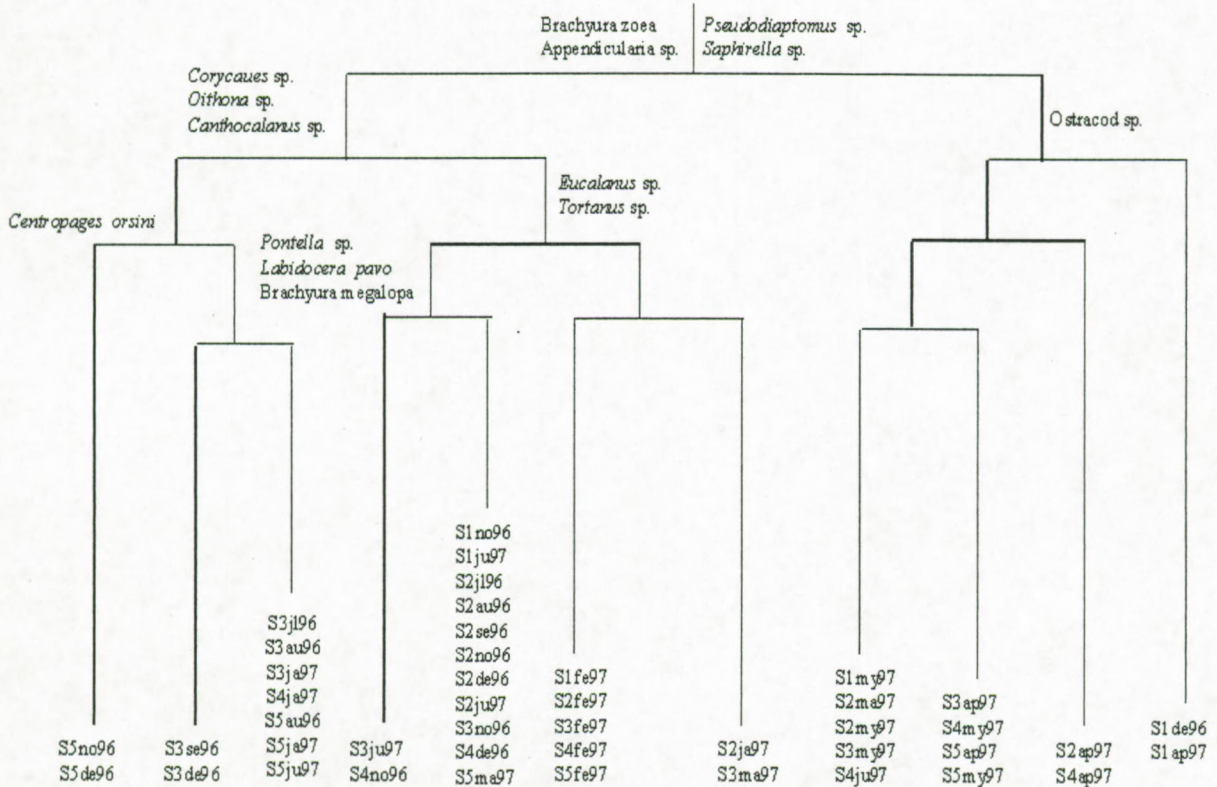 Brachyura zoea
Appendicularia sp.
Pseudodiaptomus sp.
Saphirella sp.
Corycaues sp.
Oithona sp.
Canthocalanus sp.
Ostracod sp.
Eucalanus sp.
Tortanus sp.
Centropages orsini
Pontella sp.
Labidocera pavo
Brachyura megalopa
S5no96
S5de96
S3se96
S3de96
S3jl96
S3au96
S3ja97
S4ja97
S5au96
S5ja97
S5ju97
S3ju97
S4no96
S1no96
S1ju97
S2jl96
S2au96
S2se96
S2no96
S2de96
S2ju97
S3no96
S4de96
S5ma97
S1fe97
S2fe97
S3fe97
S4fe97
S5fe97
S2ja97
S3ma97
S1my97
S2ma97
S2my97
S3my97
S4ju97
S3ap97
S4my97
S5ap97
S5my97
S2ap97
S4ap97
S1de96
S1ap97